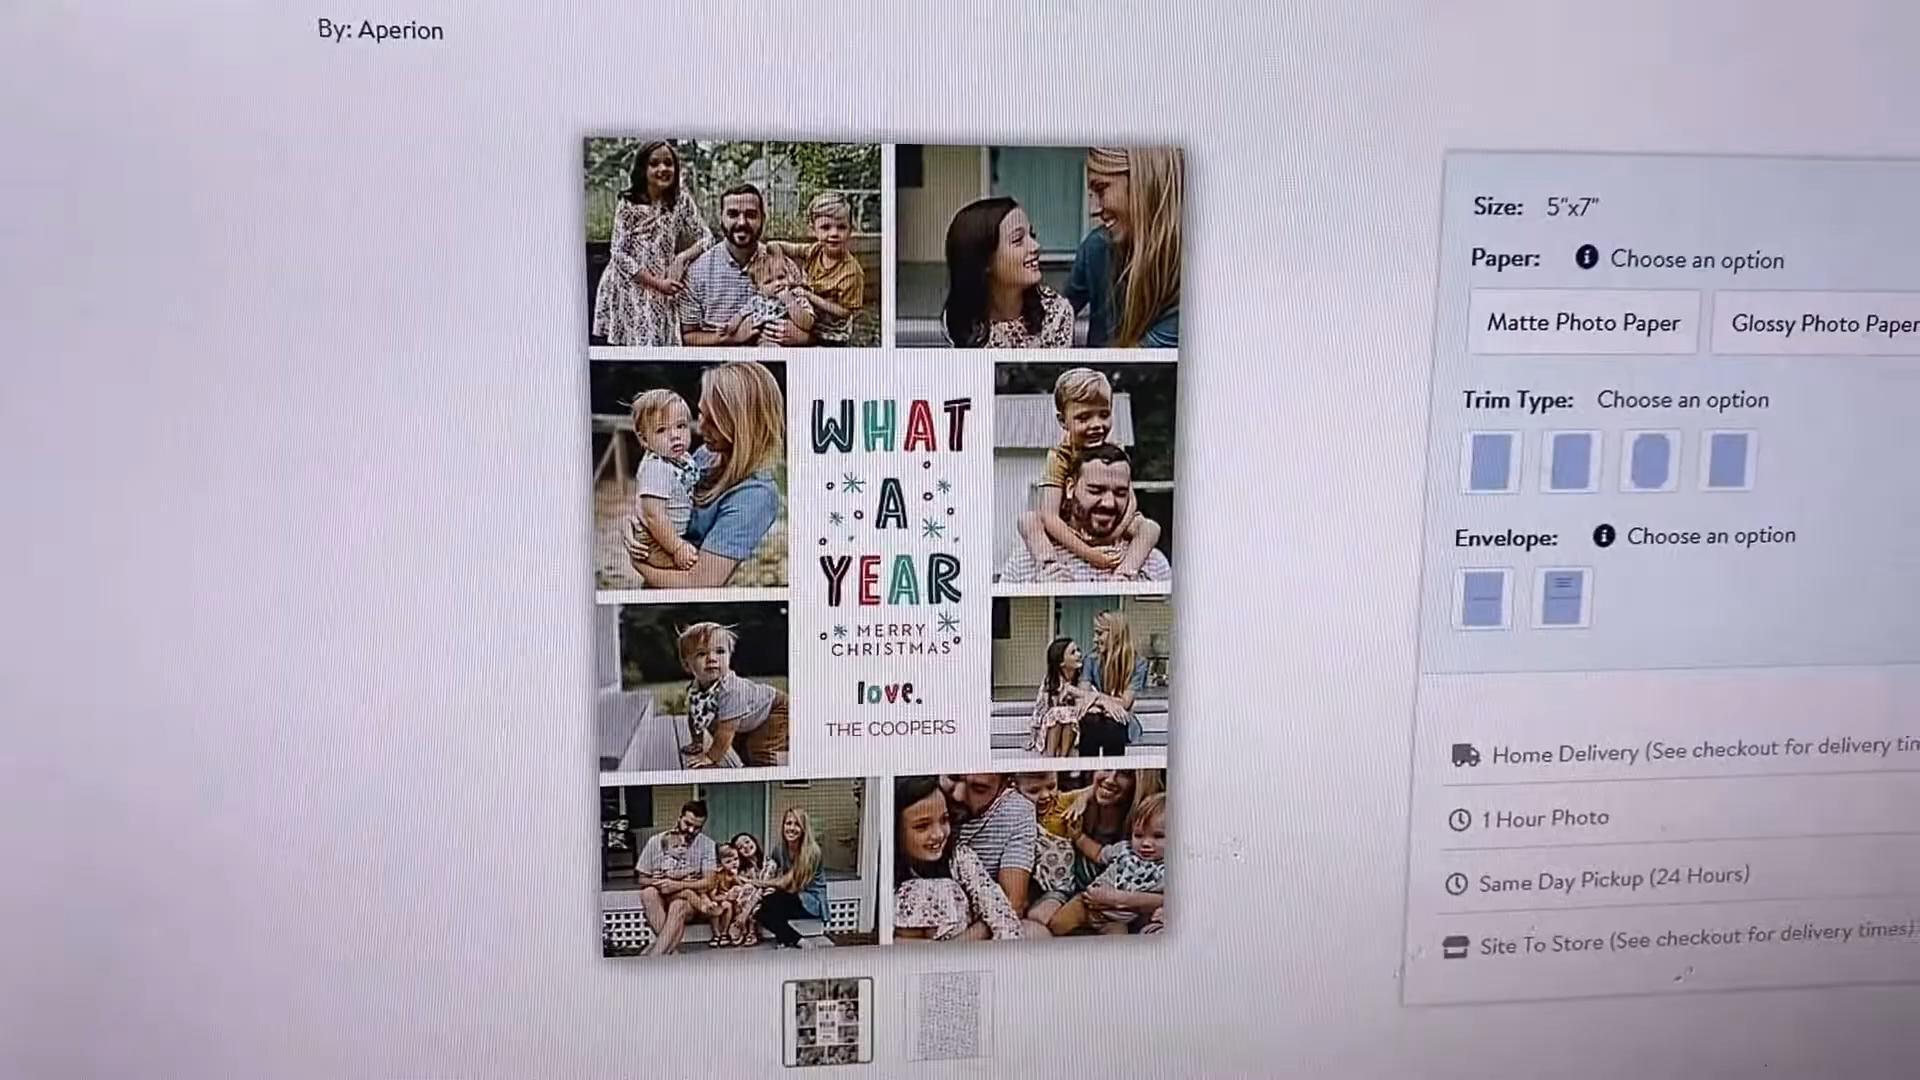 By: Aperion
WHAT
A
YEAR
MERRY
CHRISTMAS
love.
THE COOPERS
Size: 5"x7"
Paper: Choose an option
Matte Photo Paper
Glossy Photo Paper
Trim Type: Choose an option
Envelope: Choose an option
Home Delivery (See checkout for delivery
1 Hour Photo
Same Day Pickup (24 Hours)
Site To Store (See checkout for delivery times)